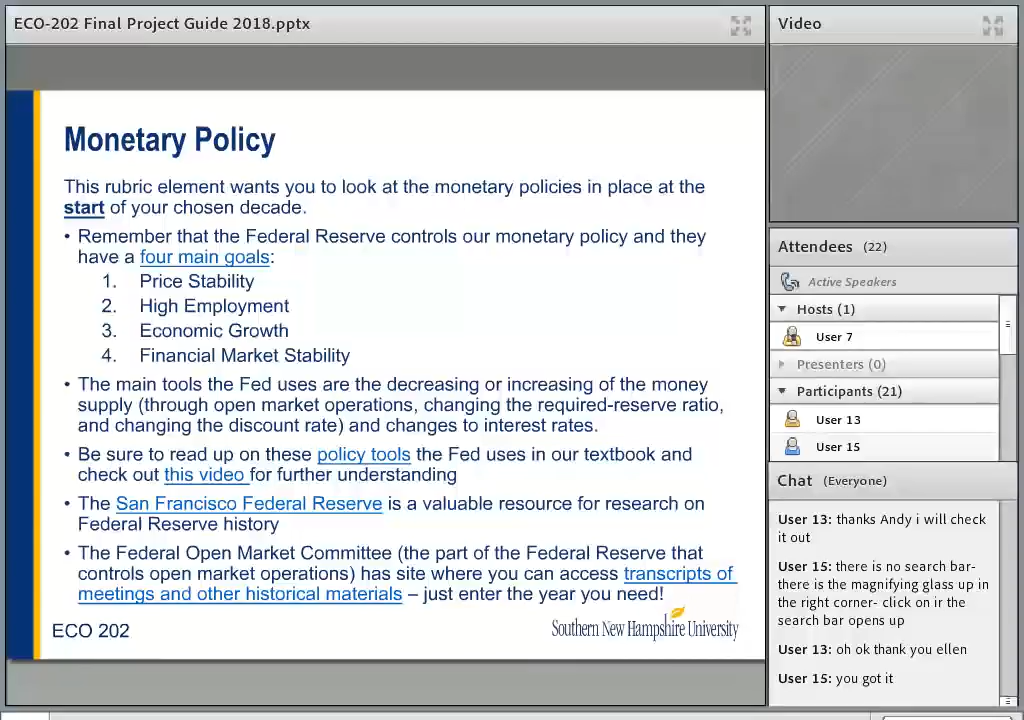 ECO-202 Final Project Guide 2018.pptx
Monetary Policy
This rubric element wants you to look at the monetary policies in place at the
start of your chosen decade.
• Remember that the Federal Reserve controls our monetary policy and they
have a four main goals:
1. Price Stability
2. High Employment
3. Economic Growth
4. Financial Market Stability
• The main tools the Fed uses are the decreasing or increasing of the money
supply (through open market operations, changing the required-reserve ratio,
and changing the discount rate) and changes to interest rates.
• Be sure to read up on these policy tools the Fed uses in our textbook and
check out this video for further understanding
• The San Francisco Federal Reserve is a valuable resource for research on
Federal Reserve history
• The Federal Open Market Committee (the part of the Federal Reserve that
controls open market operations) has site where you can access transcripts of
meetings and other historical materials – just enter the year you need!
ECO 202
Southern New Hampshire University
Video
Attendees (22)
Active Speakers
Hosts (1)
User 7
Presenters (0)
Participants (21)
User 13
User 15
Chat (Everyone)
User 13: thanks Andy i will check
it out
User 15: there is no search bar-
there is the magnifying glass up in
the right corner- click on ir the
search bar opens up
User 13: oh ok thank you ellen
User 15: you got it